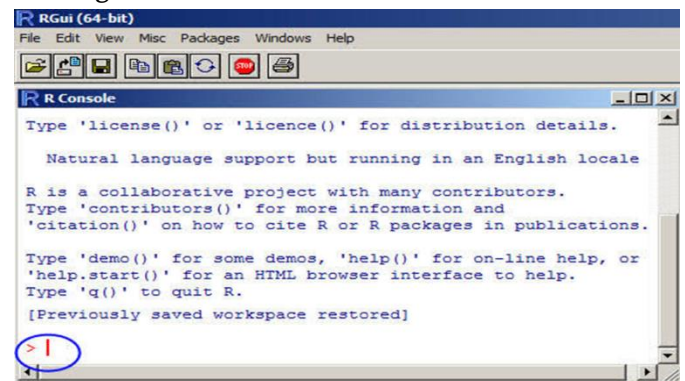 RGui (64-bit)
File Edit View Misc Packages Windows Help
STOP
R Console
Type 'license()' or 'licence()' for distribution details.
Natural language support but running in an English locale
R is a collaborative project with many contributors.
Type 'contributors()' for more information and
'citation()' on how to cite R or R packages in publications.
Type 'demo()' for some demos, 'help()' for on-line help, or
'help.start()' for an HTML browser interface to help.
Type 'q()' to quit R.
[Previously saved workspace restored]
>